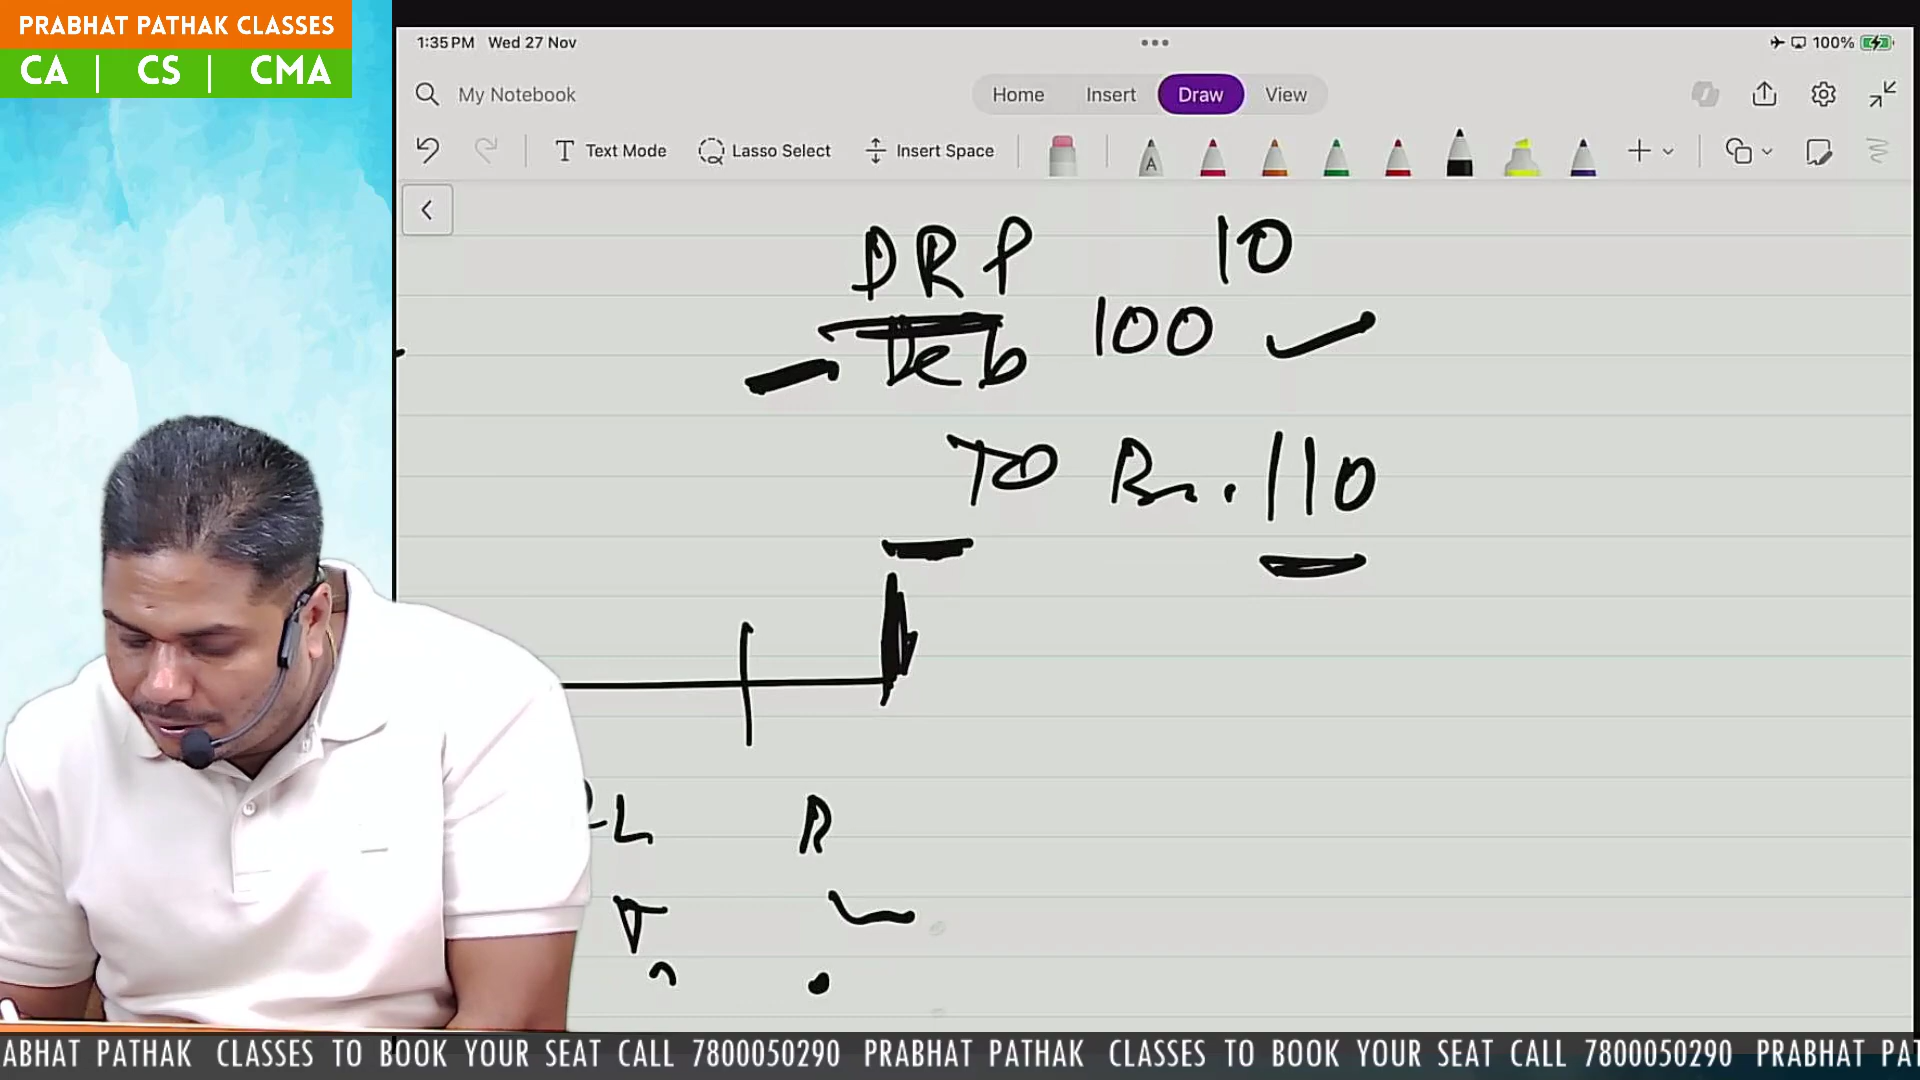 PRABHAT PATHAK CLASSES
CA | CS | CMA
1:35 PM Wed 27 Nov
100%
My Notebook
Home Insert Draw View
Text Mode Lasso Select Insert Space
A
DRP 10
Deb 100
TO Bn. 110
L R
ABHAT PATHAK CLASSES TO BOOK YOUR SEAT CALL 7800050290 PRABHAT PATHAK CLASSES TO BOOK YOUR SEAT CALL 7800050290 PRABHAT PAT